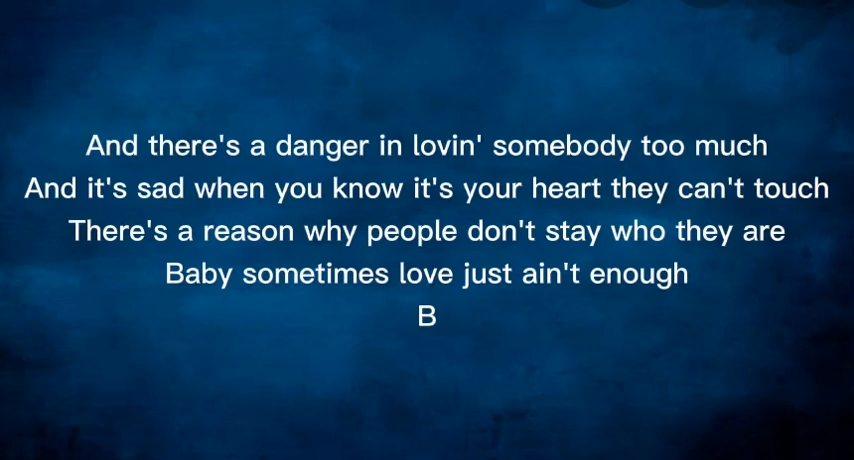 And there's a danger in lovin' somebody too much
And it's sad when you know it's your heart they can't touch
There's a reason why people don't stay who they are
Baby sometimes love just ain't enough
B